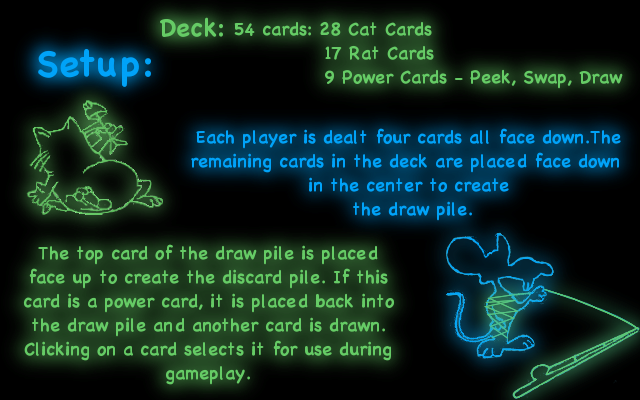 Deck: 54 cards: 28 Cat Cards
17 Rat Cards
9 Power Cards - Peek, Swap, Draw
Setup:
Each player is dealt four cards all face down.The
remaining cards in the deck are placed face down
in the center to create
the draw pile.
The top card of the draw pile is placed
face up to create the discard pile. If this
card is a power card, it is placed back into
the draw pile and another card is drawn.
Clicking on a card selects it for use during
gameplay.